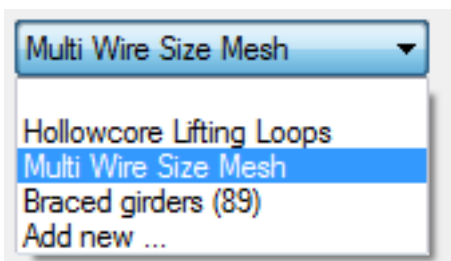 Multi Wire Size Mesh
Hollowcore Lifting Loops
Multi Wire Size Mesh
Braced girders (89)
Add new ...